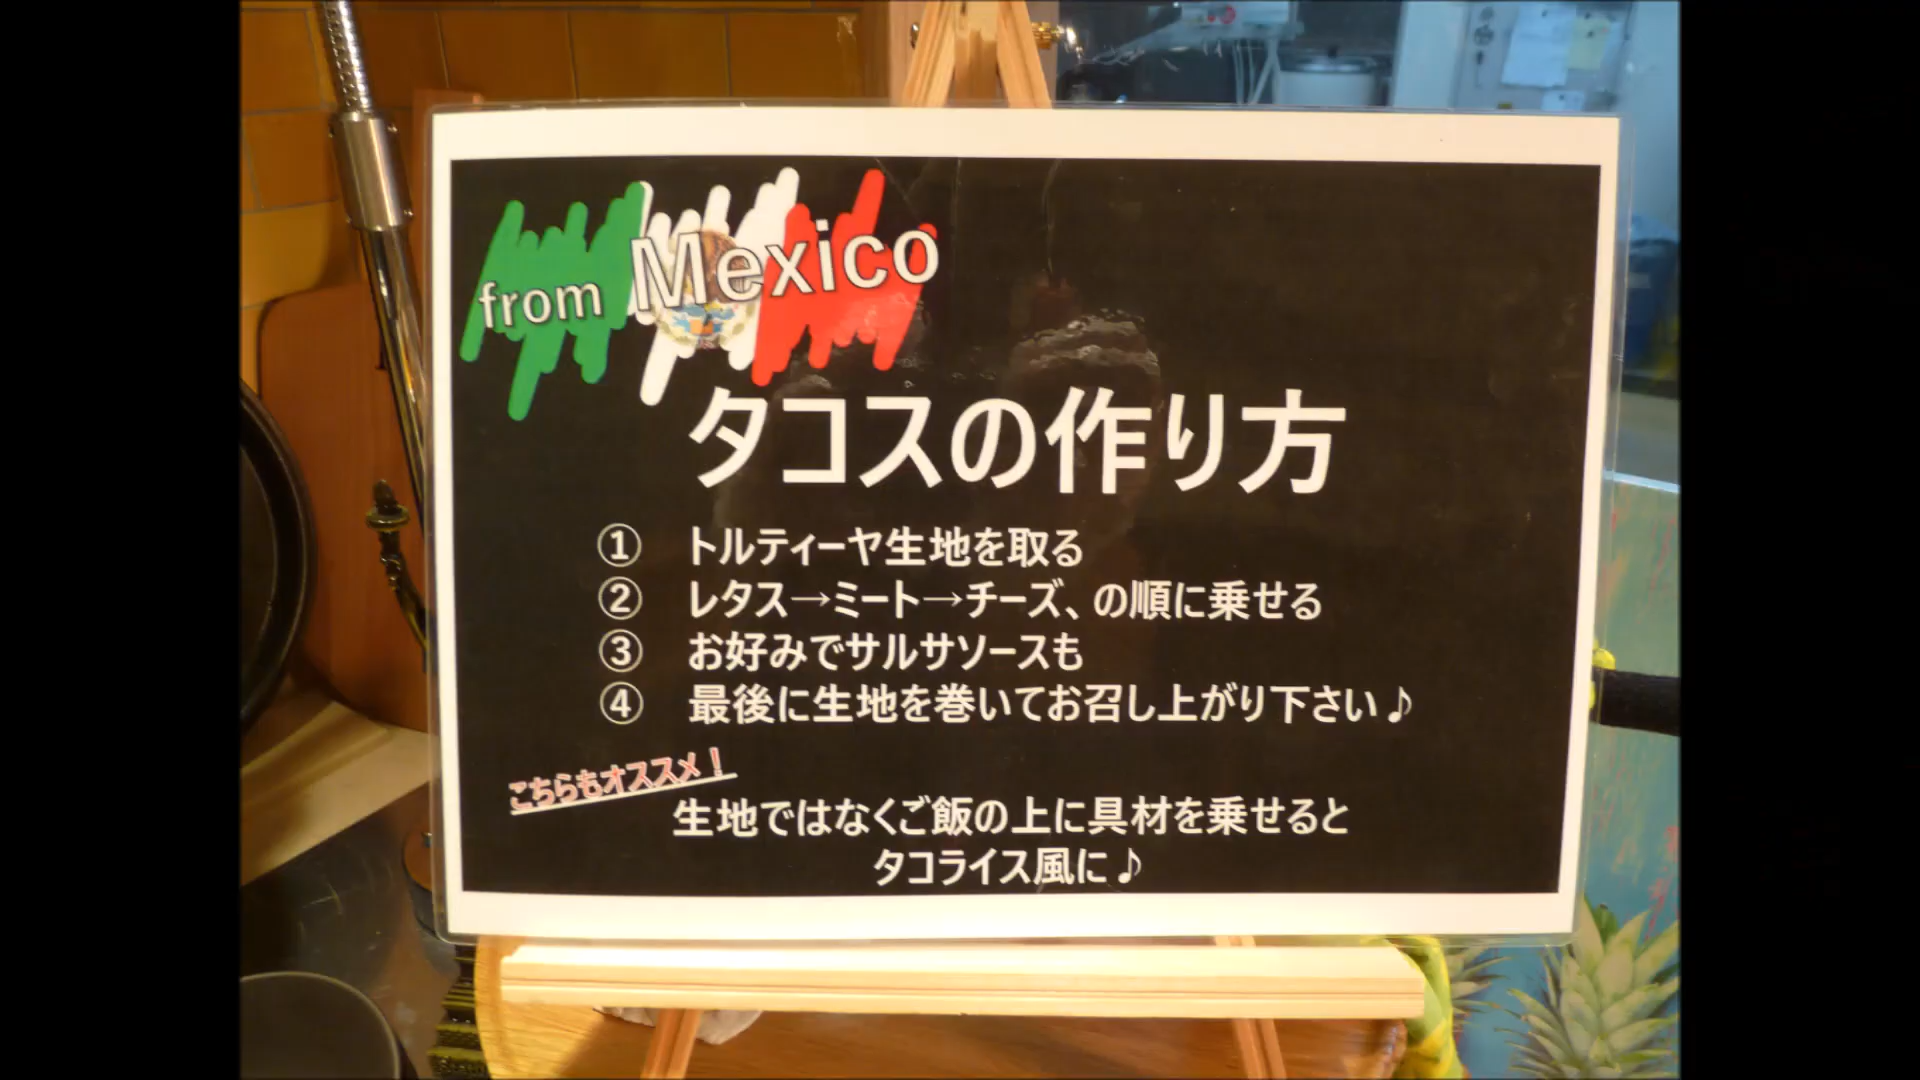 from Mexico
タコスの作り方
① トルティーヤ生地を取る
② レタス→ミート→チーズ、の順に乗せる
③ お好みでサルサソースも
④ 最後に生地を巻いてお召し上がり下さい♪
こちらもオススメ！
生地ではなくご飯の上に具材を乗せると
タコライス風に♪